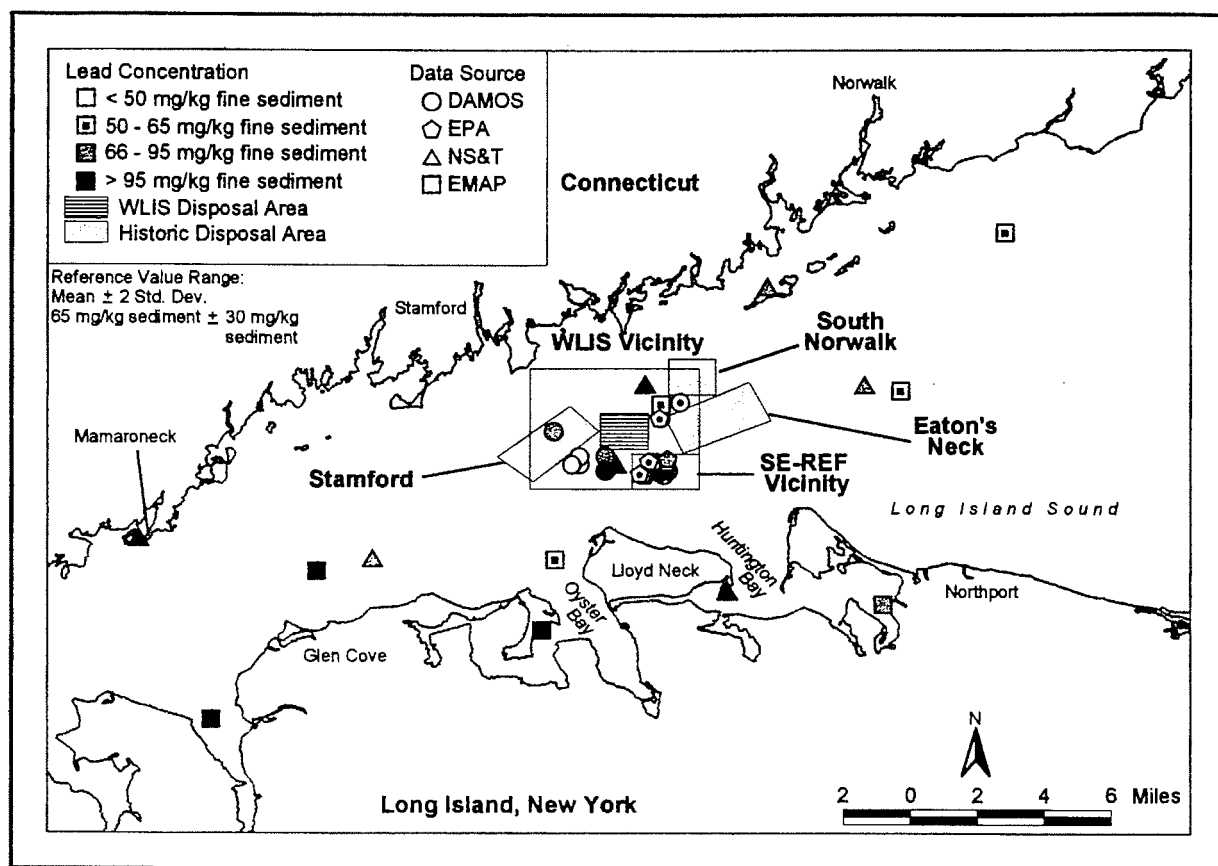 Lead Concentration
< 50 mg/kg fine sediment
50 - 65 mg/kg fine sediment
66 - 95 mg/kg fine sediment
> 95 mg/kg fine sediment
WLIS Disposal Area
Historic Disposal Area
Data Source
DAMOS
EPA
NS&T
EMAP
Reference Value Range:
Mean ± 2 Std. Dev.
65 mg/kg sediment ± 30 mg/kg
sediment
Norwalk
Connecticut
Stamford
WLIS Vicinity
South
Norwalk
Mamaroneck
Stamford
Eaton's
Neck
SE-REF
Vicinity
Long Island Sound
Huntington
Bay
Lloyd Neck
Oyster
Bay
Northport
Glen Cove
N
Long Island, New York
2 0 2 4 6 Miles